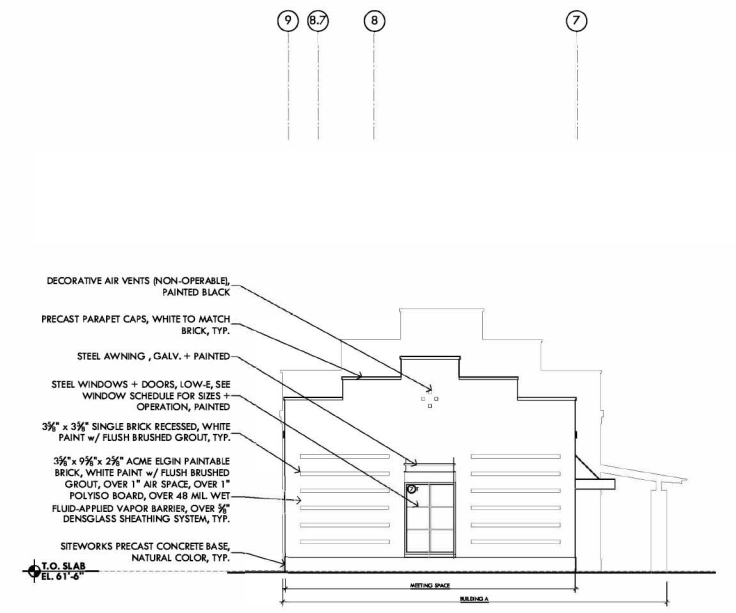 9 8.7 8 7
DECORATIVE AIR VENTS (NON-OPERABLE),
PAINTED BLACK
PRECAST PARAPET CAPS, WHITE TO MATCH
BRICK, TYP.
STEEL AWNING , GALV. + PAINTED
STEEL WINDOWS + DOORS, LOW-E, SEE
WINDOW SCHEDULE FOR SIZES +
OPERATION, PAINTED
3⅝" x 3⅝" SINGLE BRICK RECESSED, WHITE
PAINT w/ FLUSH BRUSHED GROUT, TYP.
3⅝"x 9⅝"x 2⅝" ACME ELGIN PAINTABLE
BRICK, WHITE PAINT w/ FLUSH BRUSHED
GROUT, OVER 1" AIR SPACE, OVER 1"
POLYISO BOARD, OVER 48 MIL. WET
FLUID-APPLIED VAPOR BARRIER, OVER ⅝"
DENSGLASS SHEATHING SYSTEM, TYP.
SITEWORKS PRECAST CONCRETE BASE,
NATURAL COLOR, TYP.
T.O. SLAB
EL. 61'-6"
MEETING SPACE
BUILDING A